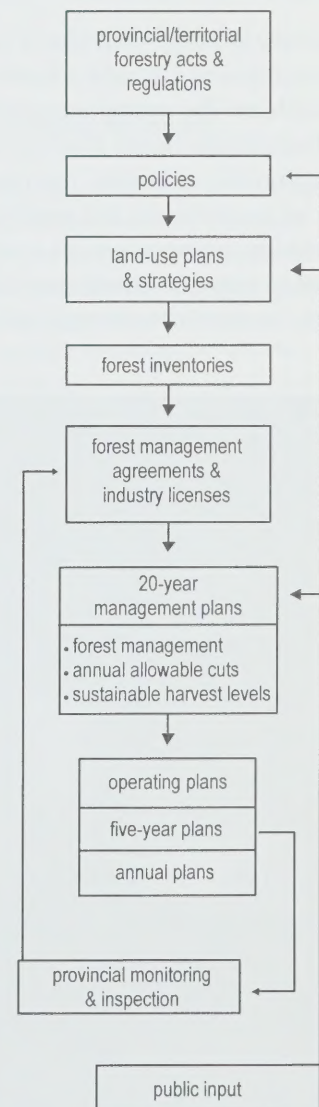 provincial/territorial
forestry acts &
regulations
policies
land-use plans
& strategies
forest inventories
forest management
agreements &
industry licenses
20-year
management plans
• forest management
• annual allowable cuts
• sustainable harvest levels
operating plans
five-year plans
annual plans
provincial monitoring
& inspection
public input